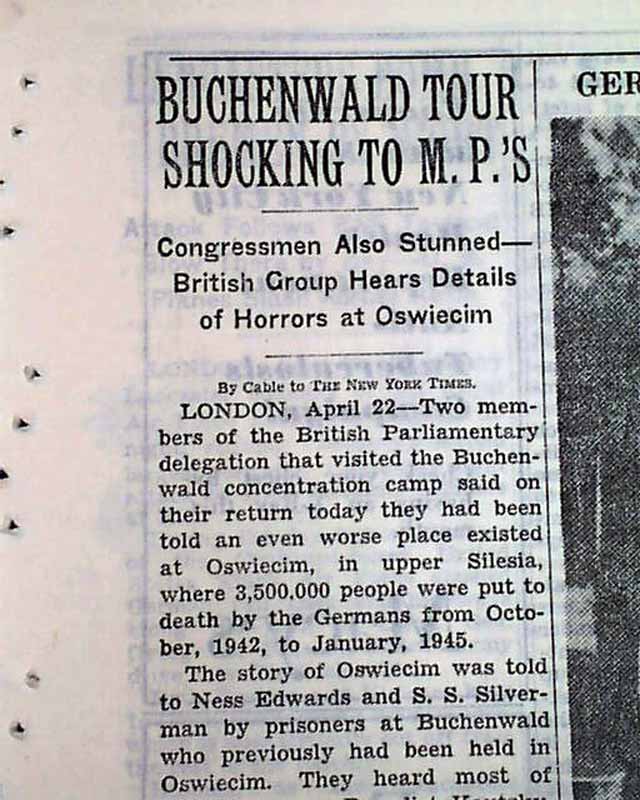 BUCHENWALD TOUR
SHOCKING TO M. P.'S
Congressmen Also Stunned—
British Group Hears Details
of Horrors at Oswiecim
By Cable to THE NEW YORK TIMES.
LONDON, April 22—Two mem-
bers of the British Parliamentary
delegation that visited the Buchen-
wald concentration camp said on
their return today they had been
told an even worse place existed
at Oswiecim, in upper Silesia,
where 3,500,000 people were put to
death by the Germans from Octo-
ber, 1942, to January, 1945.
The story of Oswiecim was told
to Ness Edwards and S. S. Silver-
man by prisoners at Buchenwald
who previously had been held in
Oswiecim. They heard most of
GER